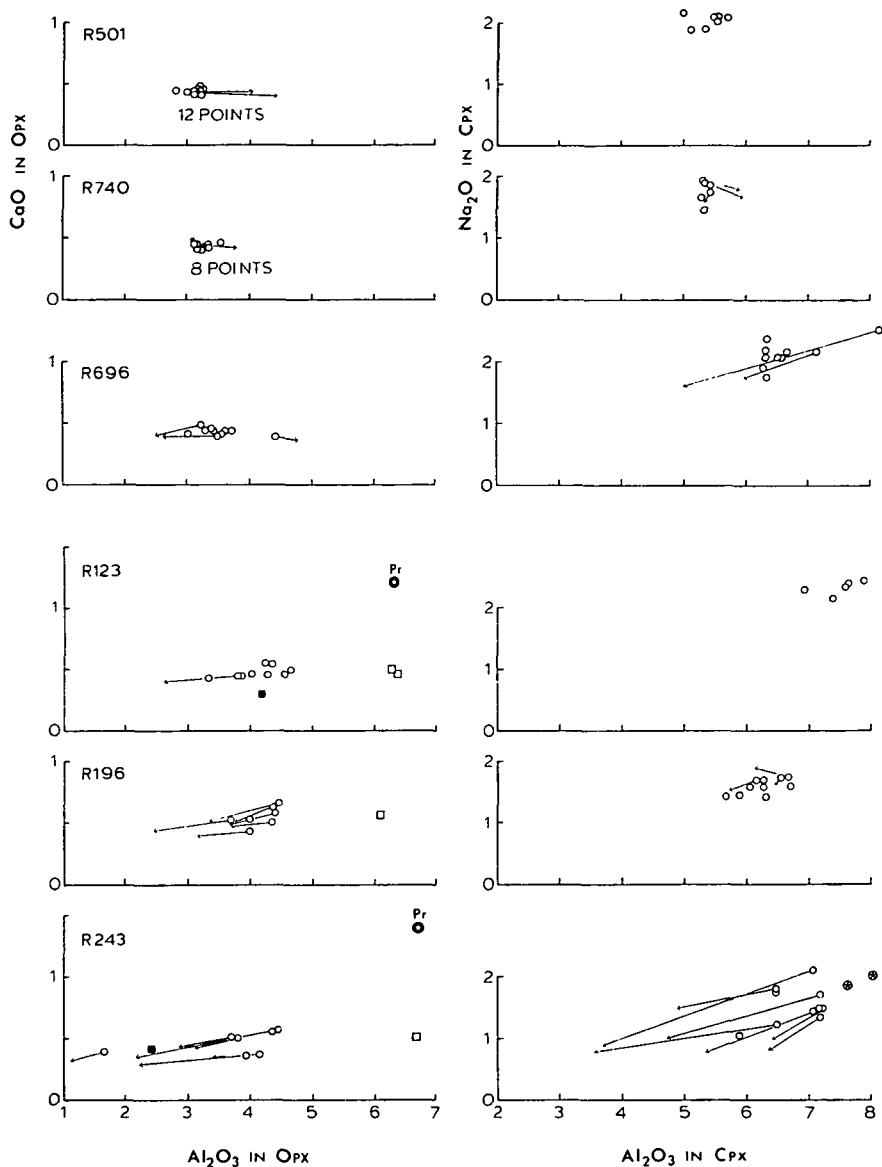 R501
12 POINTS
1
0
2
1
0
R740
8 POINTS
1
0
2
1
0
CaO IN OPX
Na2O IN CPX
R696
1
0
2
1
0
R123
Pr
1
0
2
1
0
R196
1
0
2
1
0
R243
Pr
1
0
2
1
0
1 2 3 4 5 6 7
2 3 4 5 6 7 8
Al2O3 IN OPX
Al2O3 IN CPX